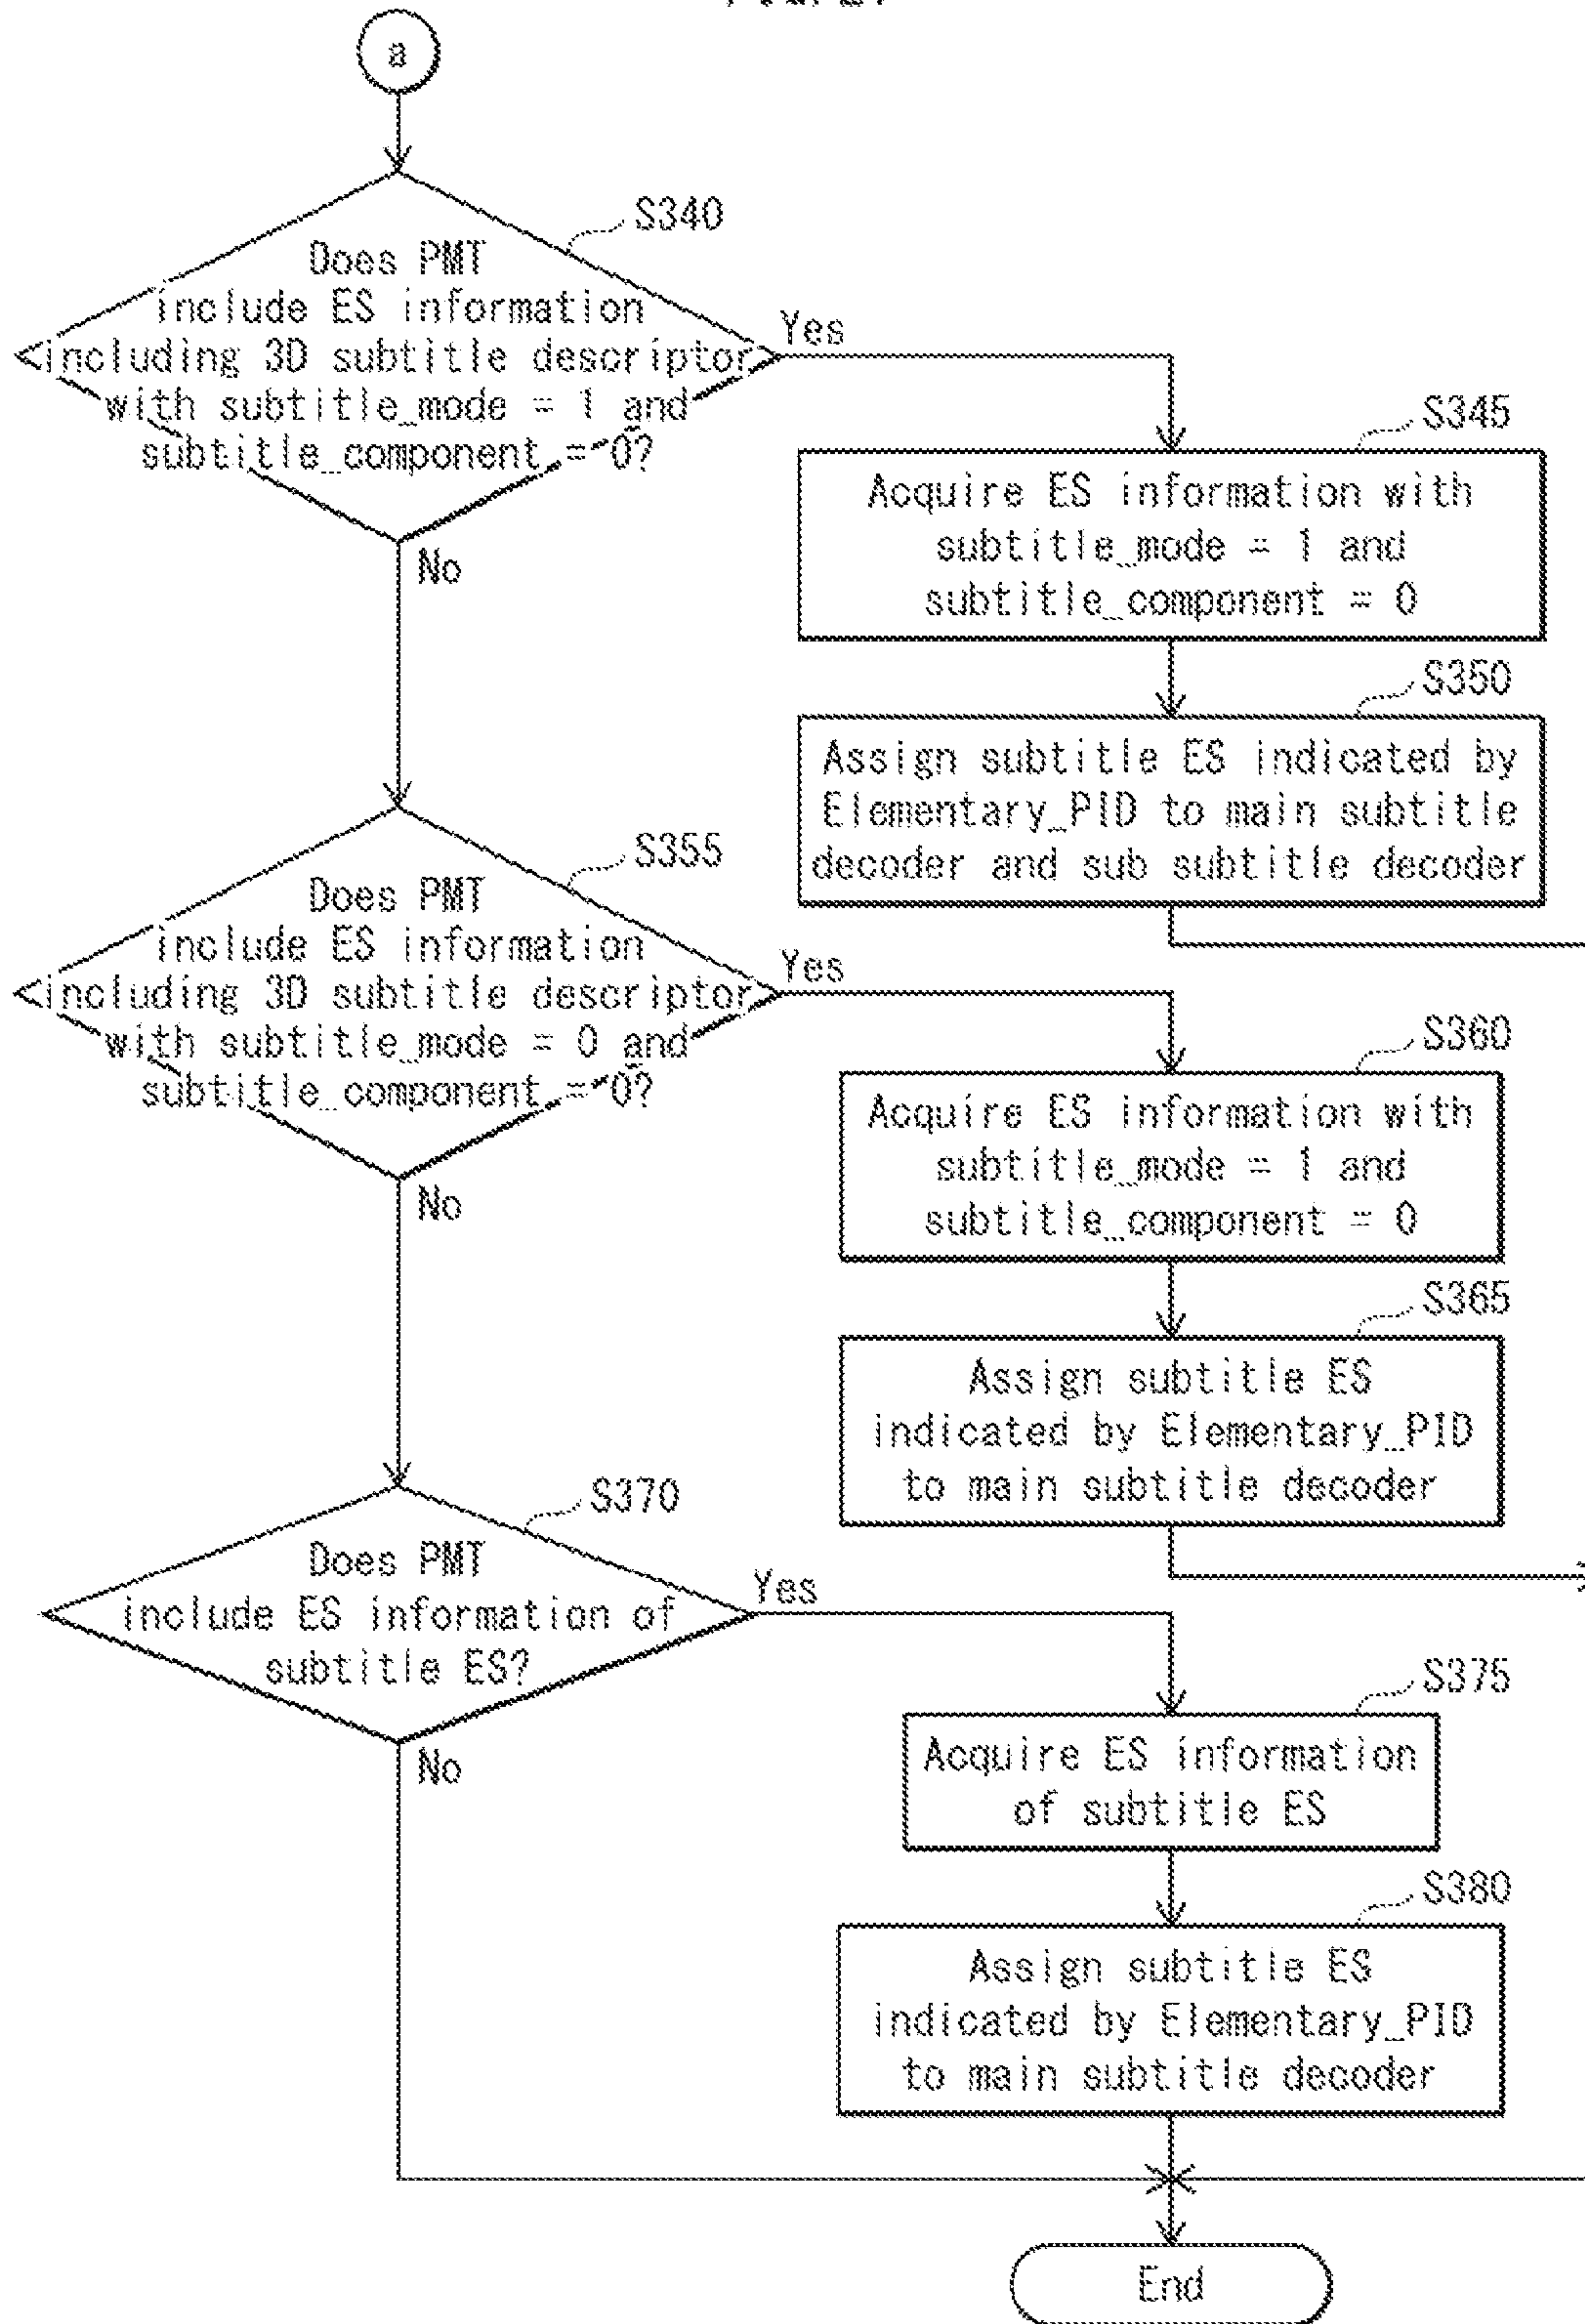 a
S340
Does PMT
include ES information
including 3D subtitle descriptor
with subtitle_mode = 1 and
subtitle_component = 0?
Yes
No
S345
Acquire ES information with
subtitle_mode = 1 and
subtitle_component = 0
S350
Assign subtitle ES indicated by
Elementary_PID to main subtitle
decoder and sub subtitle decoder
S355
Does PMT
include ES information
including 3D subtitle descriptor
with subtitle_mode = 0 and
subtitle_component = 0?
Yes
No
S360
Acquire ES information with
subtitle_mode = 1 and
subtitle_component = 0
S365
Assign subtitle ES
indicated by Elementary_PID
to main subtitle decoder
S370
Does PMT
include ES information of
subtitle ES?
Yes
No
S375
Acquire ES information
of subtitle ES
S380
Assign subtitle ES
indicated by Elementary_PID
to main subtitle decoder
End